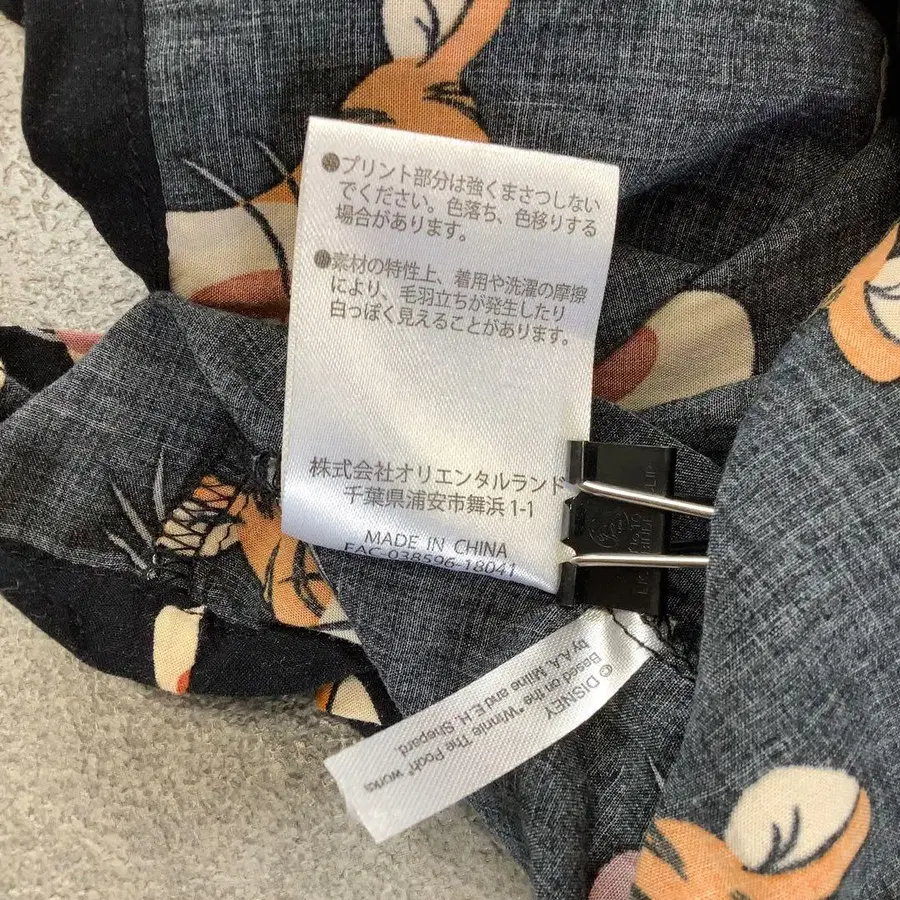 ●プリント部分は強くまさつしない
でください。色落ち、色移りする
場合があります。
●素材の特性上、着用や洗濯の摩擦
により、毛羽立ちが発生したり
白っぽく見えることがあります。
株式会社オリエンタルランド
千葉県浦安市舞浜 1-1
MADE IN CHINA
FAC-038596-18041
© DISNEY
Based on the "Winnie The Pooh" works
by A.A. Milne and E.H. Shepard.